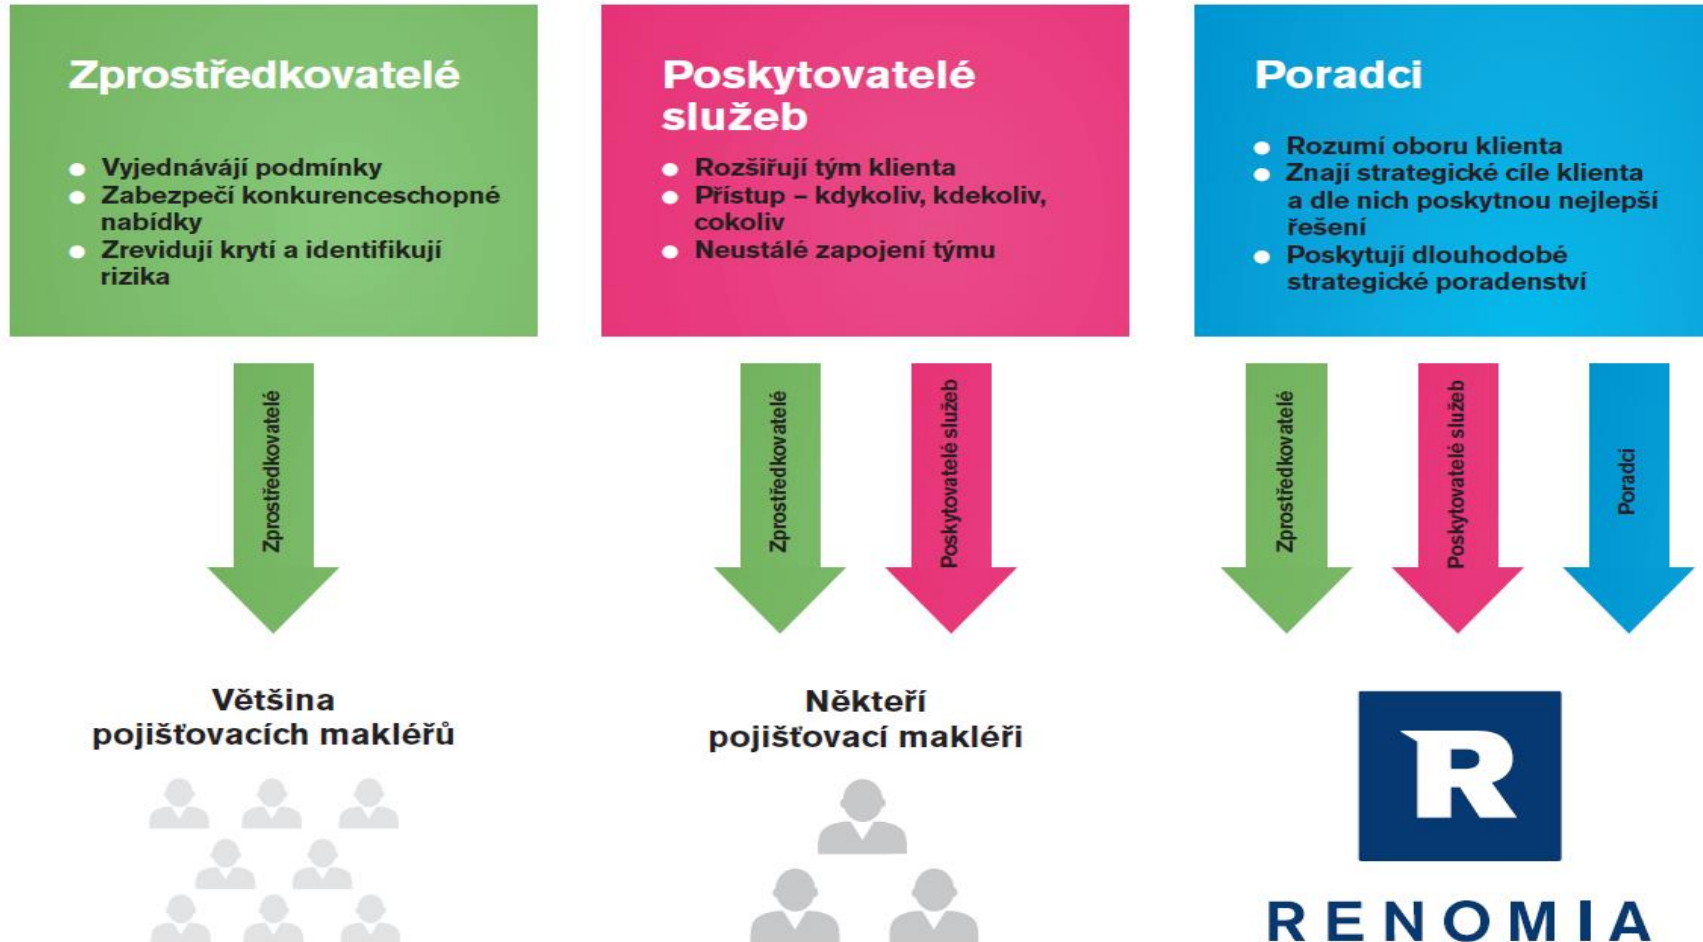 Zprostředkovatelé
● Vyjednávájí podmínky
● Zabezpečí konkurenceschopné
nabídky
● Zrevidují krytí a identifikují
rizika
Poskytovatelé
služeb
● Rozšiřují tým klienta
● Přístup – kdykoliv, kdekoliv,
cokoliv
● Neustálé zapojení týmu
Poradci
● Rozumí oboru klienta
● Znají strategické cíle klienta
a dle nich poskytnou nejlepší
řešení
● Poskytují dlouhodobé
strategické poradenství
Zprostředkovatelé
Zprostředkovatelé
Poskytovatelé služeb
Zprostředkovatelé
Poskytovatelé služeb
Poradci
Většina
pojišťovacích makléřů
Někteří
pojišťovací makléři
R
RENOMIA